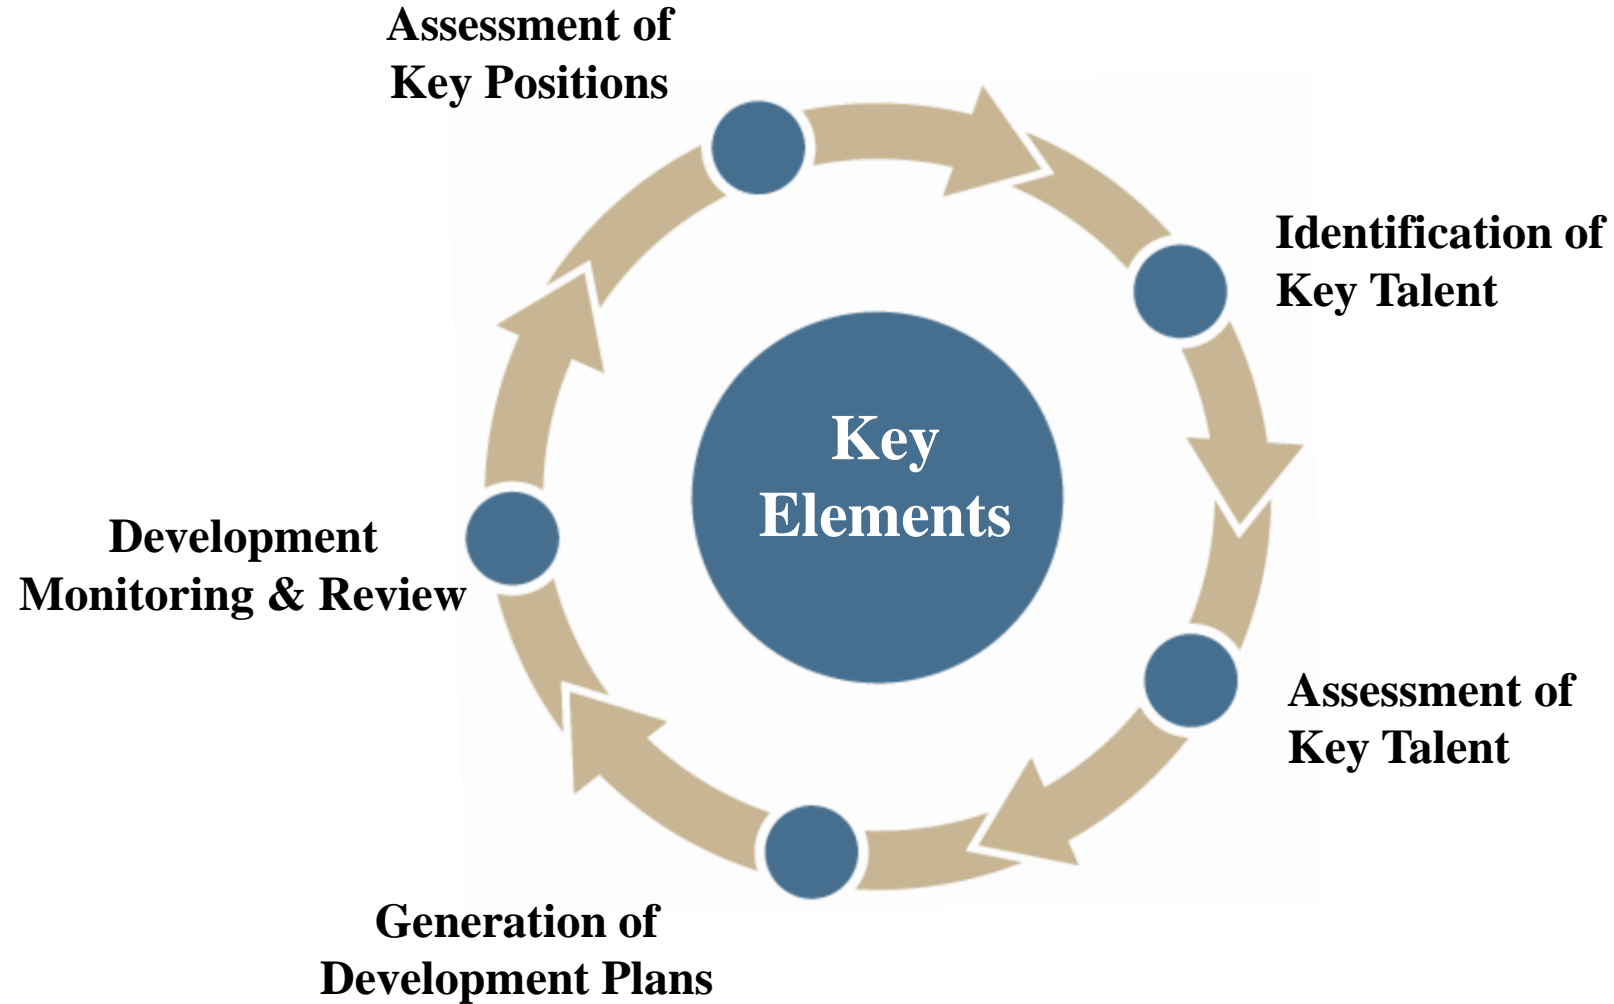 Assessment of
Key Positions
Identification of
Key Talent
Key
Elements
Development
Monitoring & Review
Assessment of
Key Talent
Generation of
Development Plans